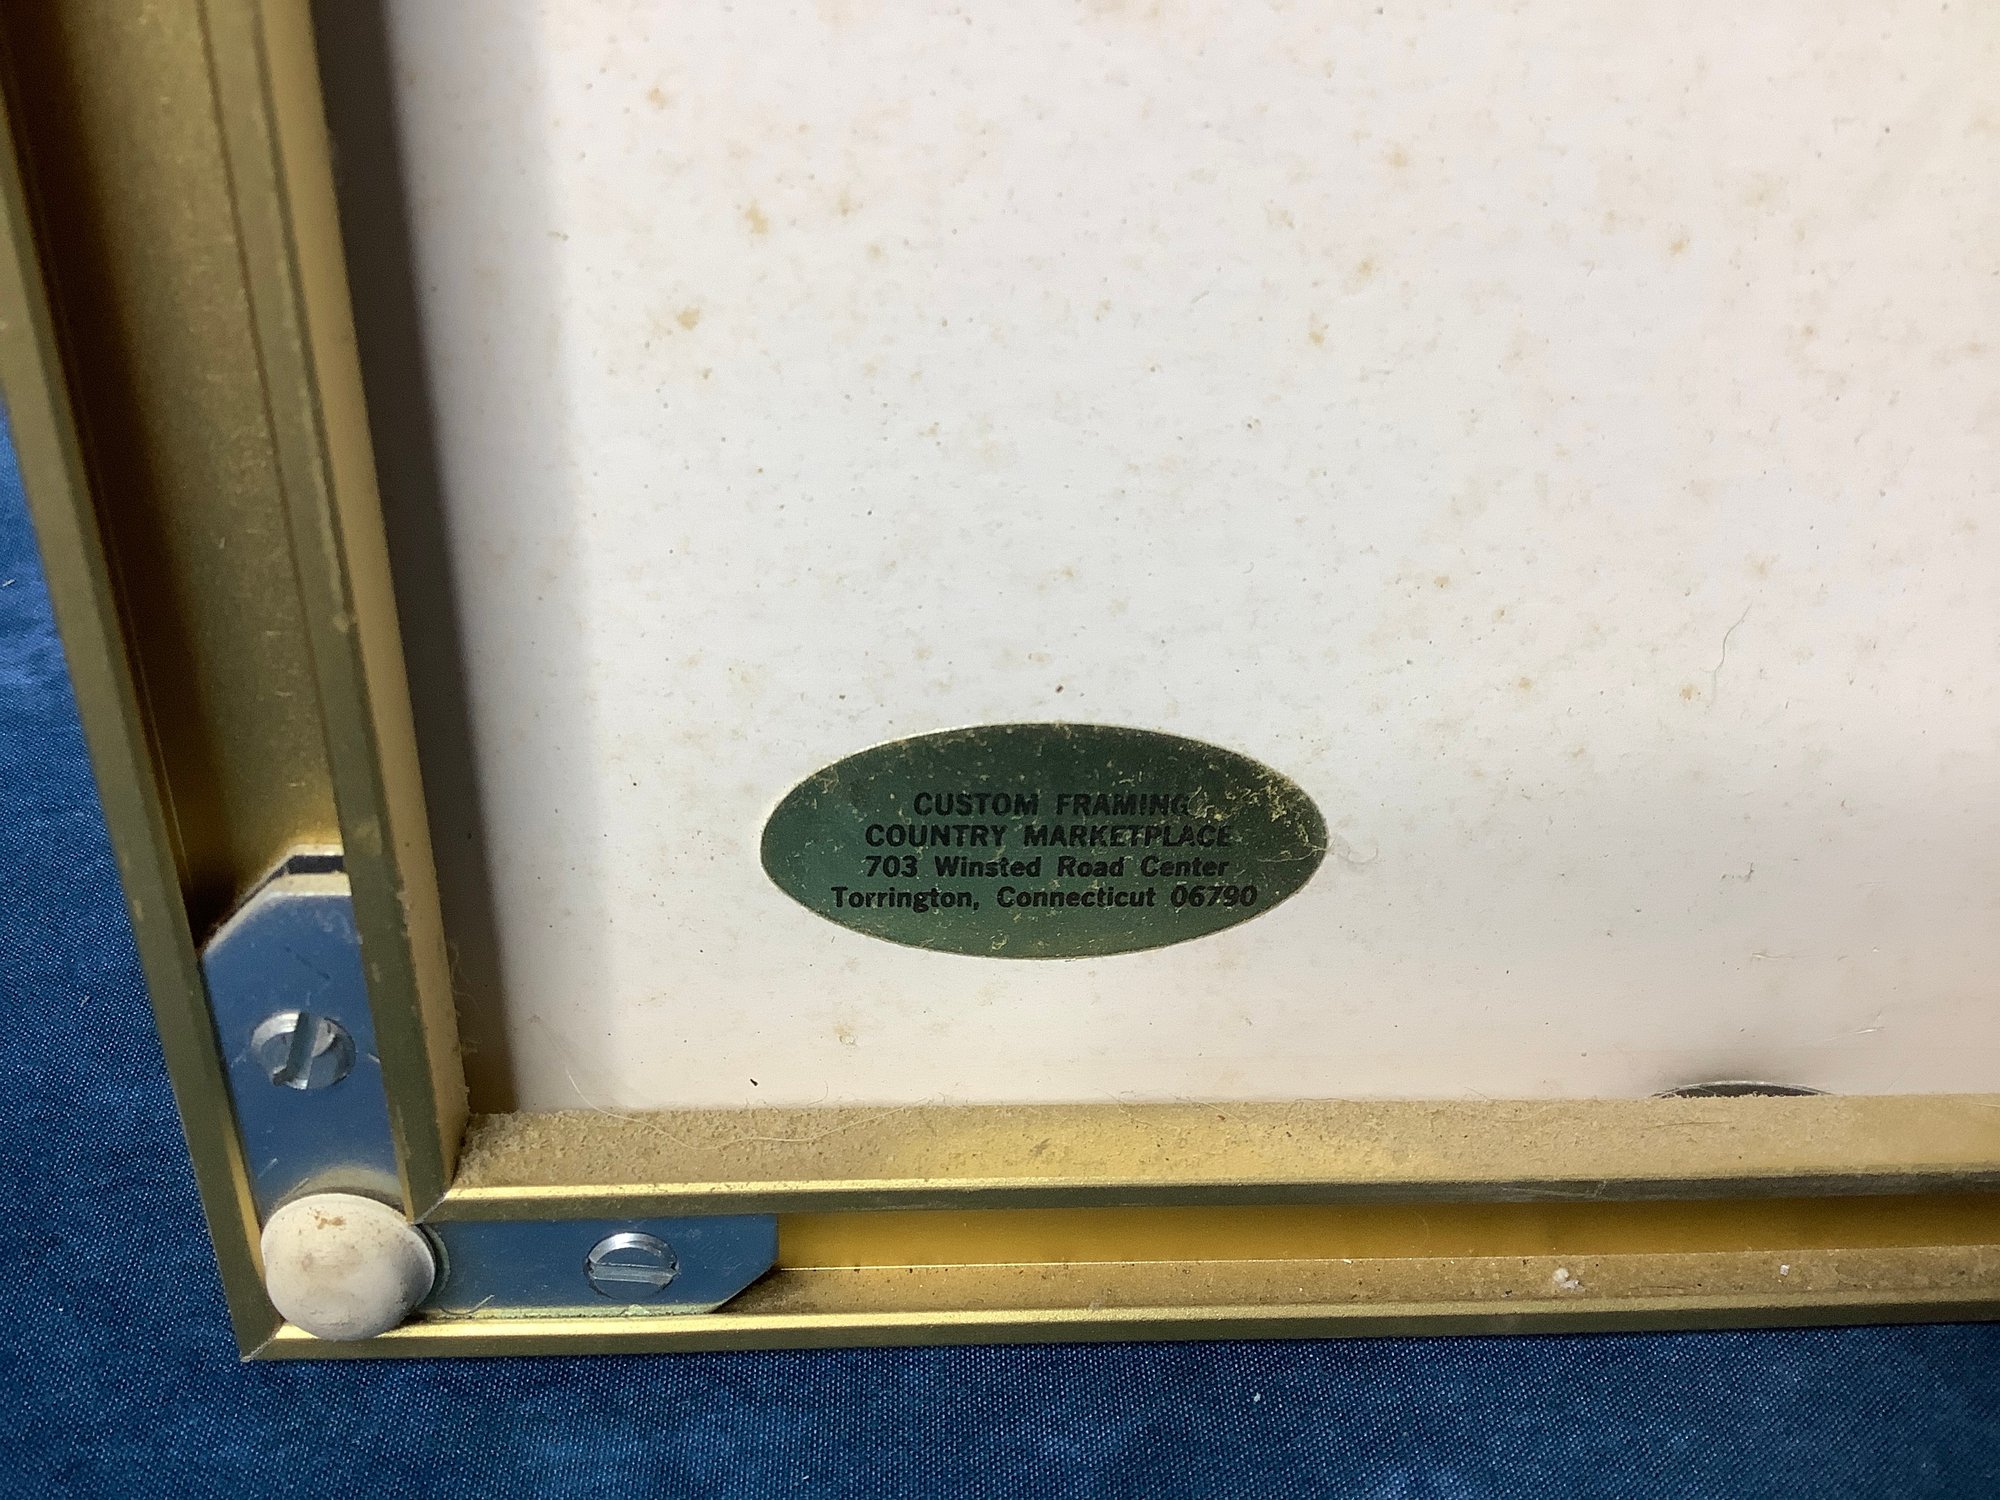 CUSTOM FRAMING
COUNTRY MARKETPLACE
703 Winsted Road Center
Torrington, Connecticut 06790